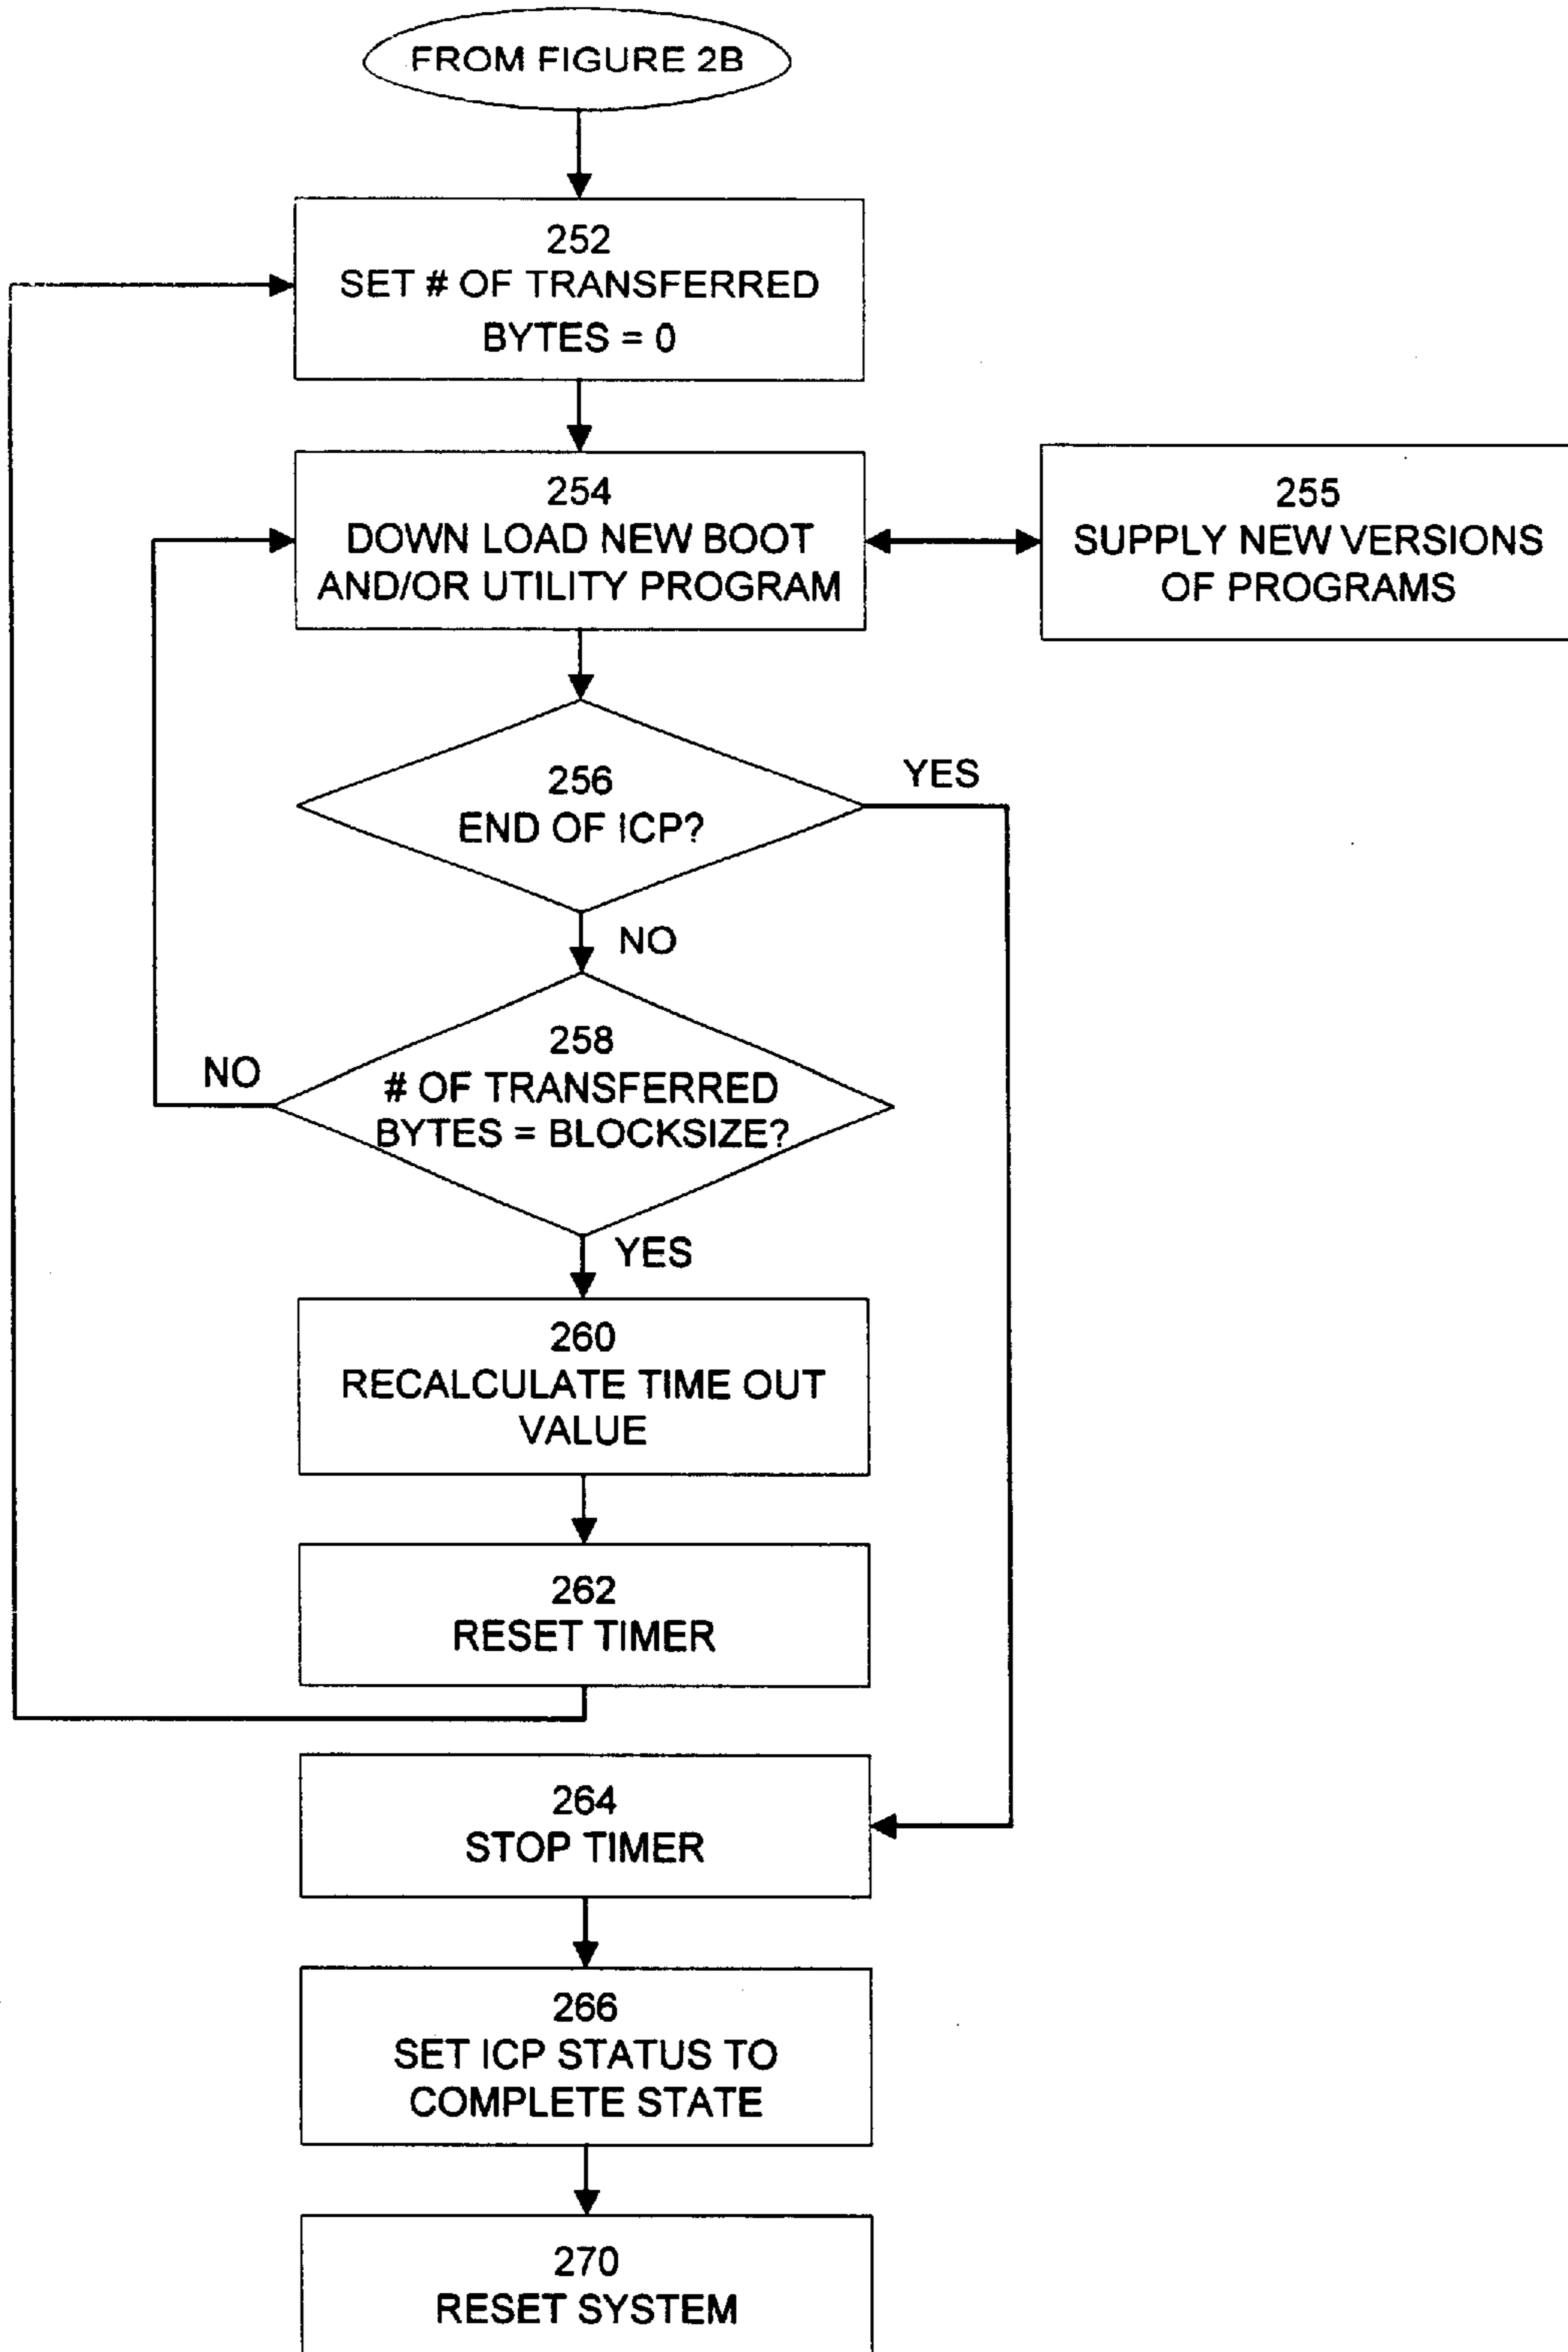 FROM FIGURE 2B
252
SET # OF TRANSFERRED
BYTES = 0
254
DOWN LOAD NEW BOOT
AND/OR UTILITY PROGRAM
255
SUPPLY NEW VERSIONS
OF PROGRAMS
256
END OF ICP?
YES
NO
258
# OF TRANSFERRED
BYTES = BLOCKSIZE?
NO
YES
260
RECALCULATE TIME OUT
VALUE
262
RESET TIMER
264
STOP TIMER
266
SET ICP STATUS TO
COMPLETE STATE
270
RESET SYSTEM